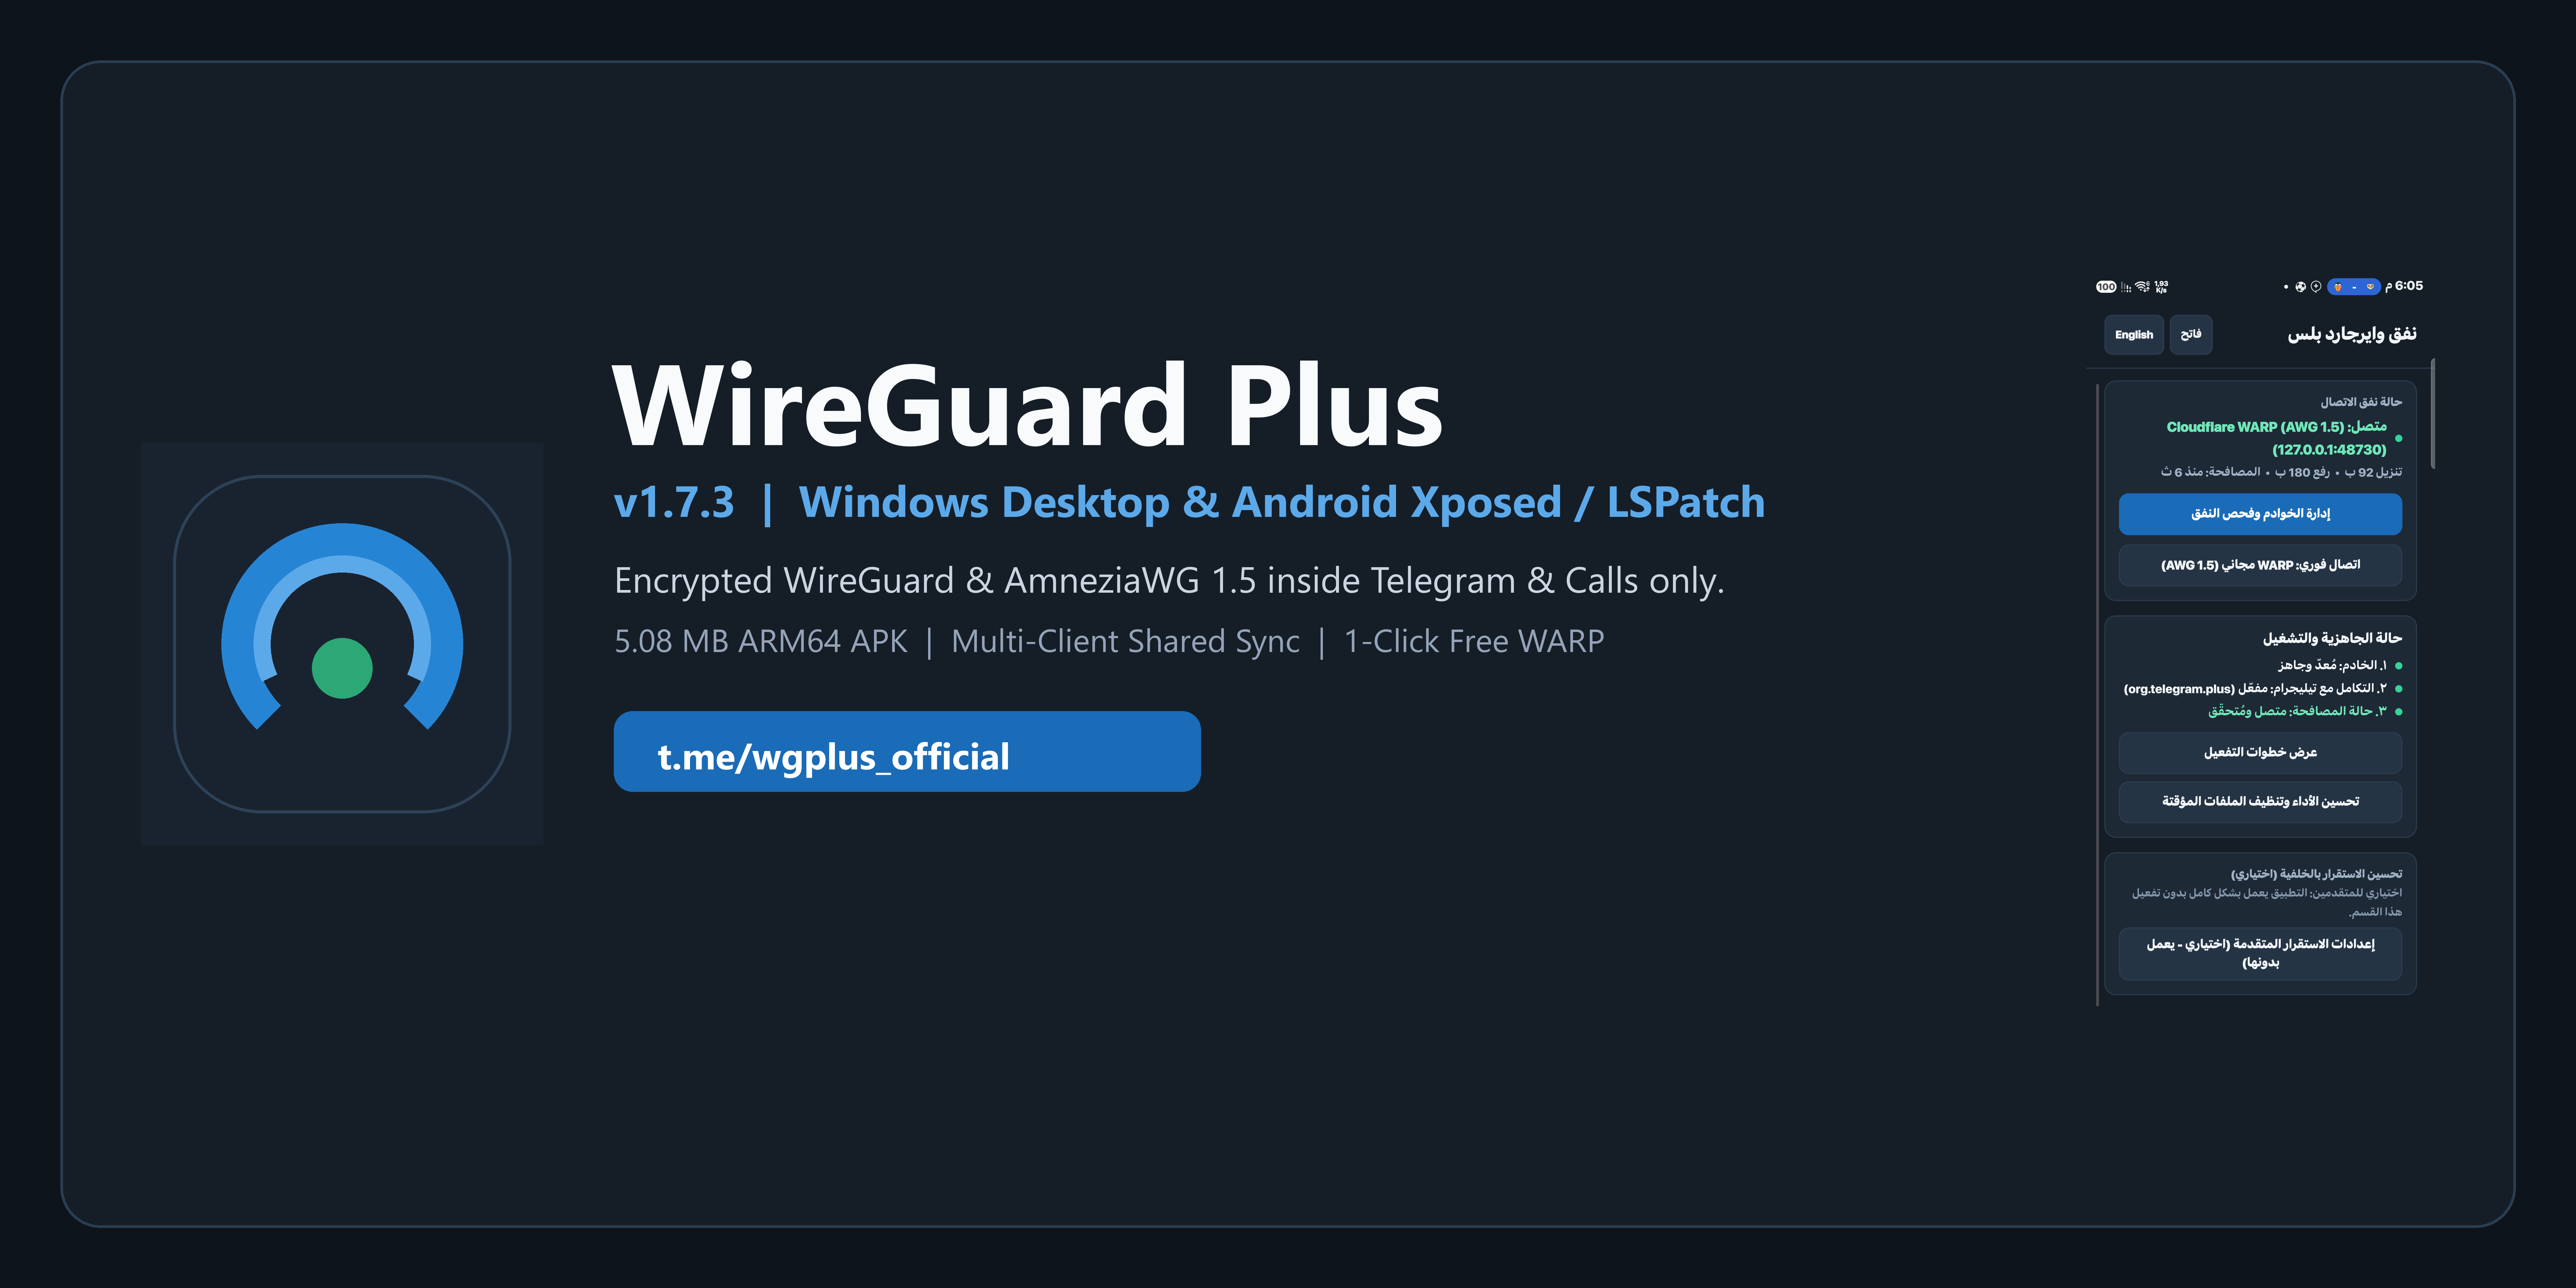 WireGuard Plus
v1.7.3 | Windows Desktop & Android Xposed / LSPatch
Encrypted WireGuard & AmneziaWG 1.5 inside Telegram & Calls only.
5.08 MB ARM64 APK | Multi-Client Shared Sync | 1-Click Free WARP
t.me/wgplus_official
6:05 م
1,93 K/s
100
نفق وايرجارد بلس
فاتح
English
حالة نفق الاتصال
متصل: Cloudflare WARP (AWG 1.5)
(127.0.0.1:48730)
تنزيل 92 ب • رفع 180 ب • المصافحة: منذ 6 ث
إدارة الخوادم وفحص النفق
اتصال فوري: WARP مجاني (AWG 1.5)
حالة الجاهزية والتشغيل
١. الخادم: مُعدّ وجاهز
٢. التكامل مع تيليجرام: مفعّل (org.telegram.plus)
٣. حالة المصافحة: متصل ومُتحقّق
عرض خطوات التفعيل
تحسين الأداء وتنظيف الملفات المؤقتة
تحسين الاستقرار بالخلفية (اختياري)
اختياري للمتقدمين: التطبيق يعمل بشكل كامل بدون تفعيل
هذا القسم.
إعدادات الاستقرار المتقدمة (اختياري - يعمل
بدونها)